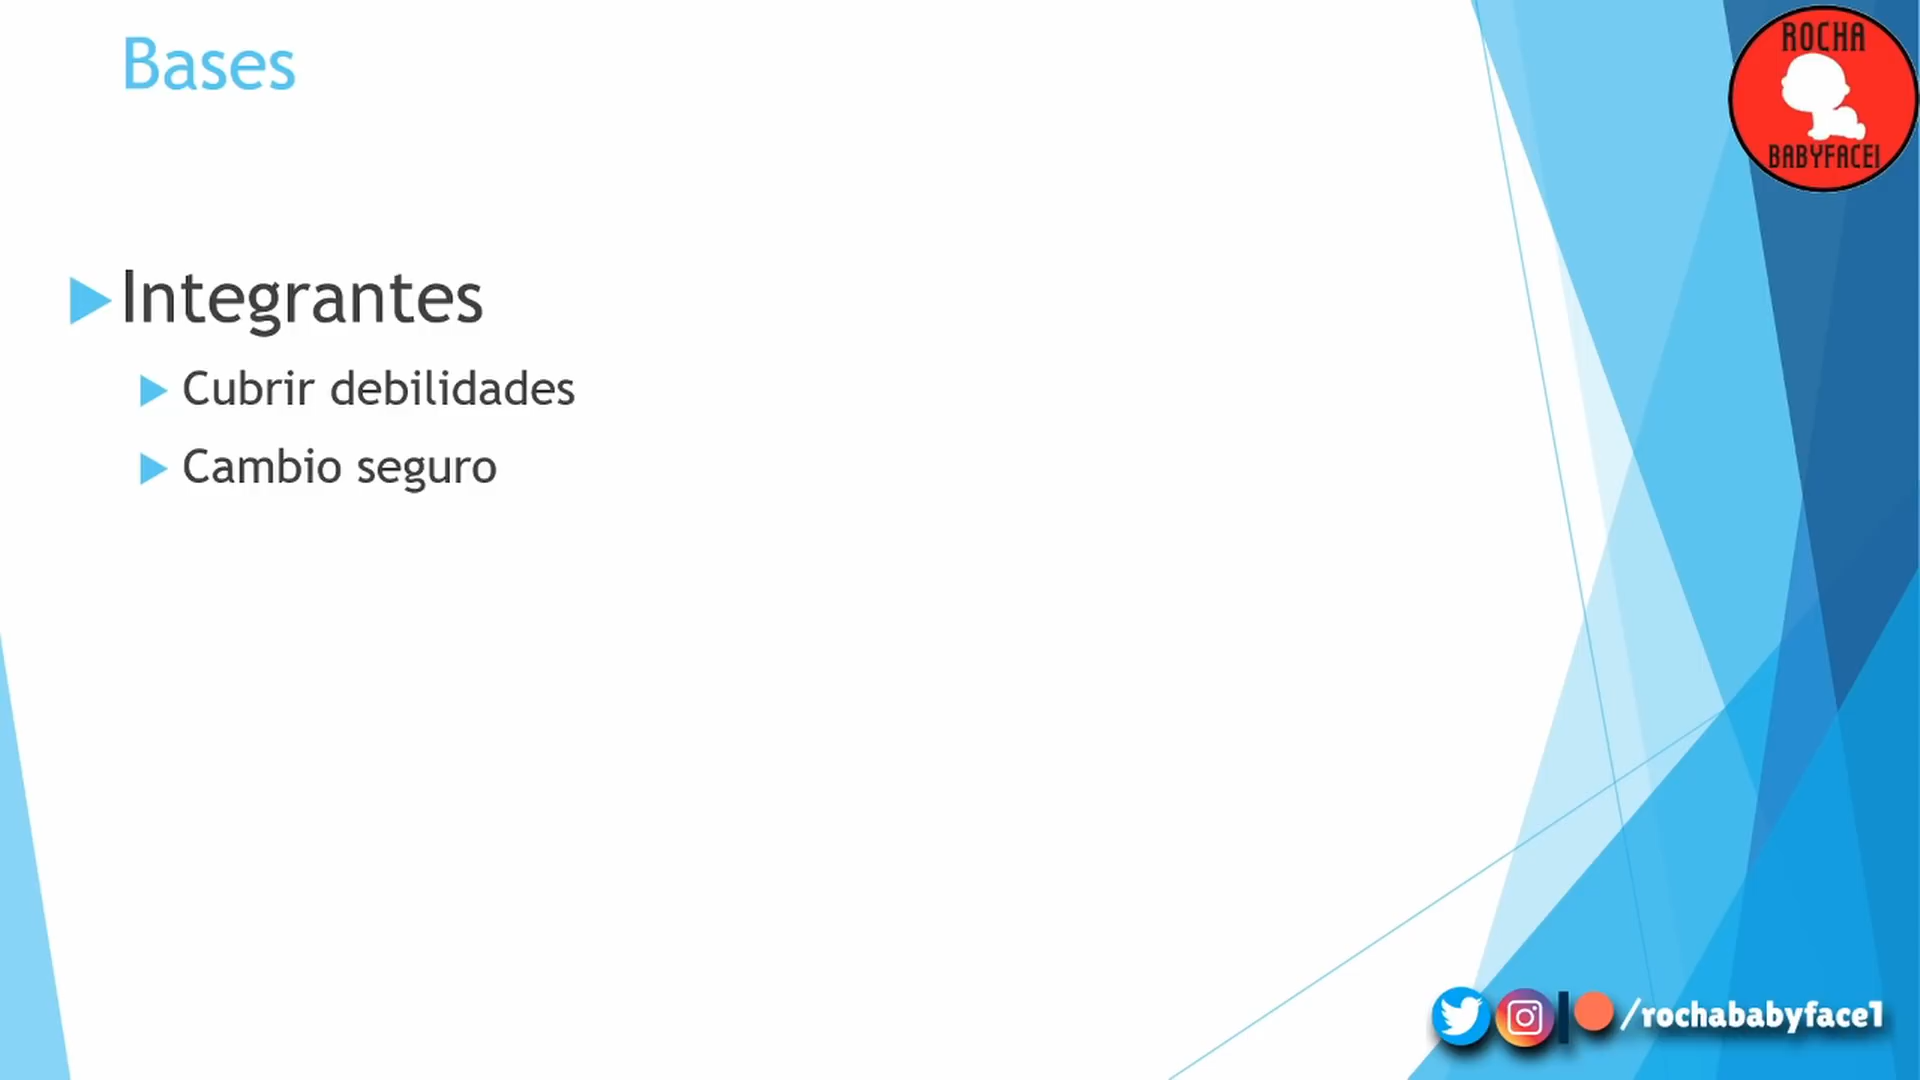 Bases
ROCHA
BABYFACE1
Integrantes
Cubrir debilidades
Cambio seguro
/rochababyface1